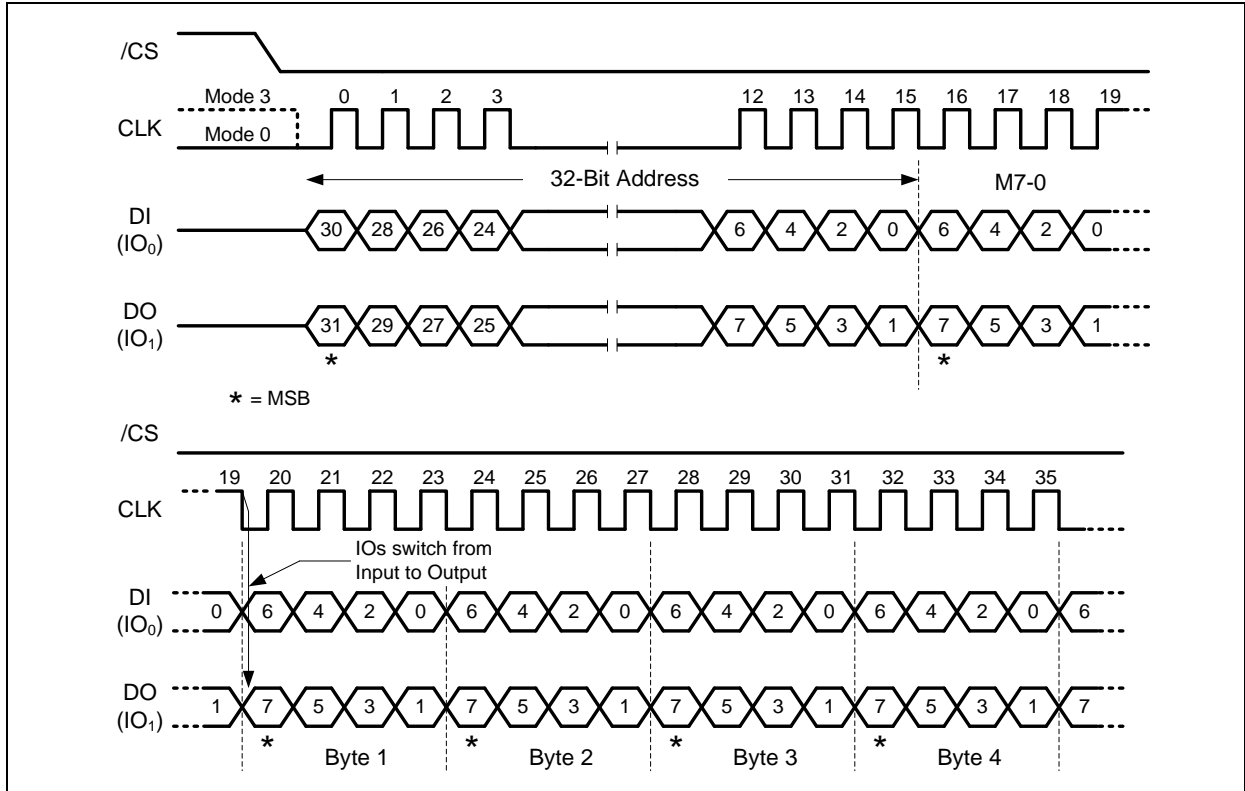 /CS
Mode 3
0 1 2 3 12 13 14 15 16 17 18 19
CLK
Mode 0
32-Bit Address
M7-0
DI
(IO₀)
30 28 26 24 6 4 2 0 6 4 2 0
DO
(IO₁)
31 29 27 25 7 5 3 1 7 5 3 1
* *
* = MSB
/CS
19 20 21 22 23 24 25 26 27 28 29 30 31 32 33 34 35
CLK
IOs switch from
Input to Output
DI
(IO₀)
0 6 4 2 0 6 4 2 0 6 4 2 0 6 4 2 0 6
DO
(IO₁)
1 7 5 3 1 7 5 3 1 7 5 3 1 7 5 3 1 7
* * * *
Byte 1 Byte 2 Byte 3 Byte 4